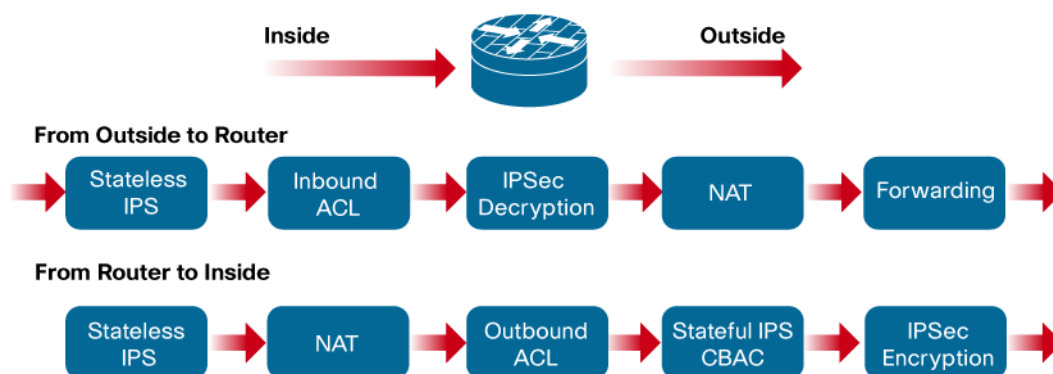 Inside
Outside
From Outside to Router
Stateless
IPS
Inbound
ACL
IPSec
Decryption
NAT
Forwarding
From Router to Inside
Stateless
IPS
NAT
Outbound
ACL
Stateful IPS
CBAC
IPSec
Encryption